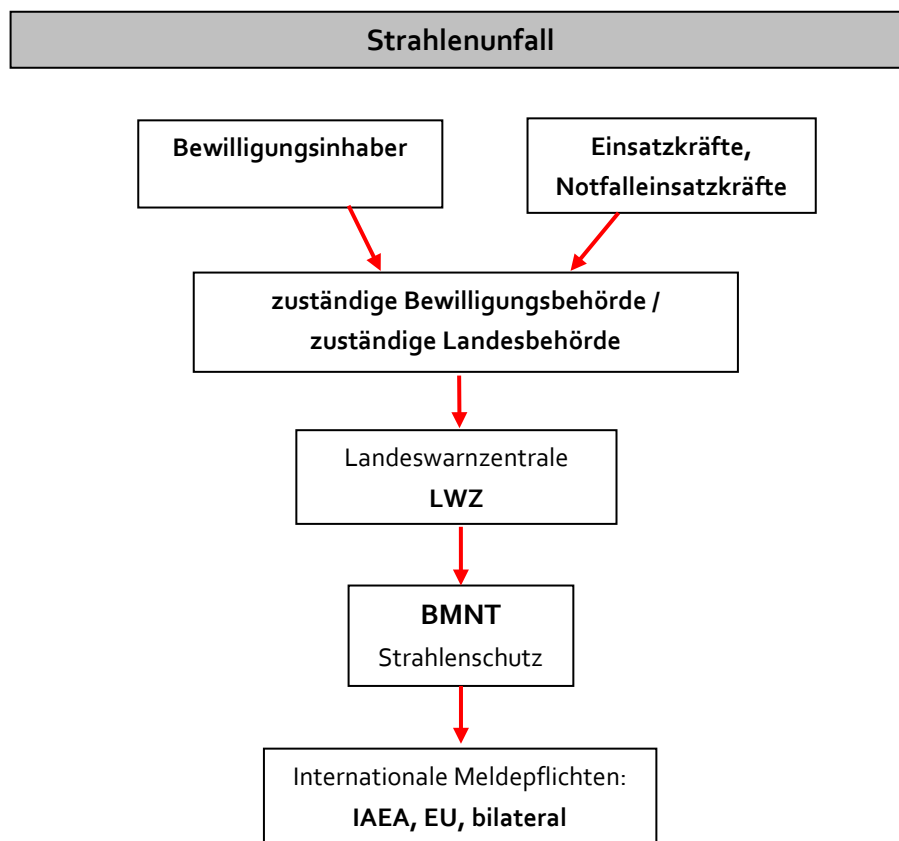 Strahlenunfall
Bewilligungsinhaber
Einsatzkräfte,
Notfalleinsatzkräfte
zuständige Bewilligungsbehörde /
zuständige Landesbehörde
Landeswarnzentrale
LWZ
BMNT
Strahlenschutz
Internationale Meldepflichten:
IAEA, EU, bilateral